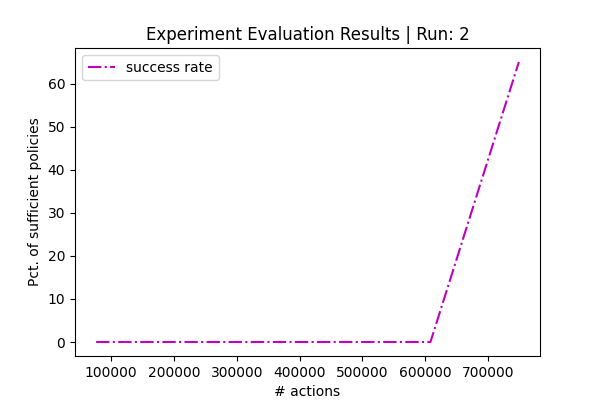 Experiment Evaluation Results | Run: 2
success rate
Pct. of sufficient policies
60
50
40
30
20
10
0
100000 200000 300000 400000 500000 600000 700000
# actions